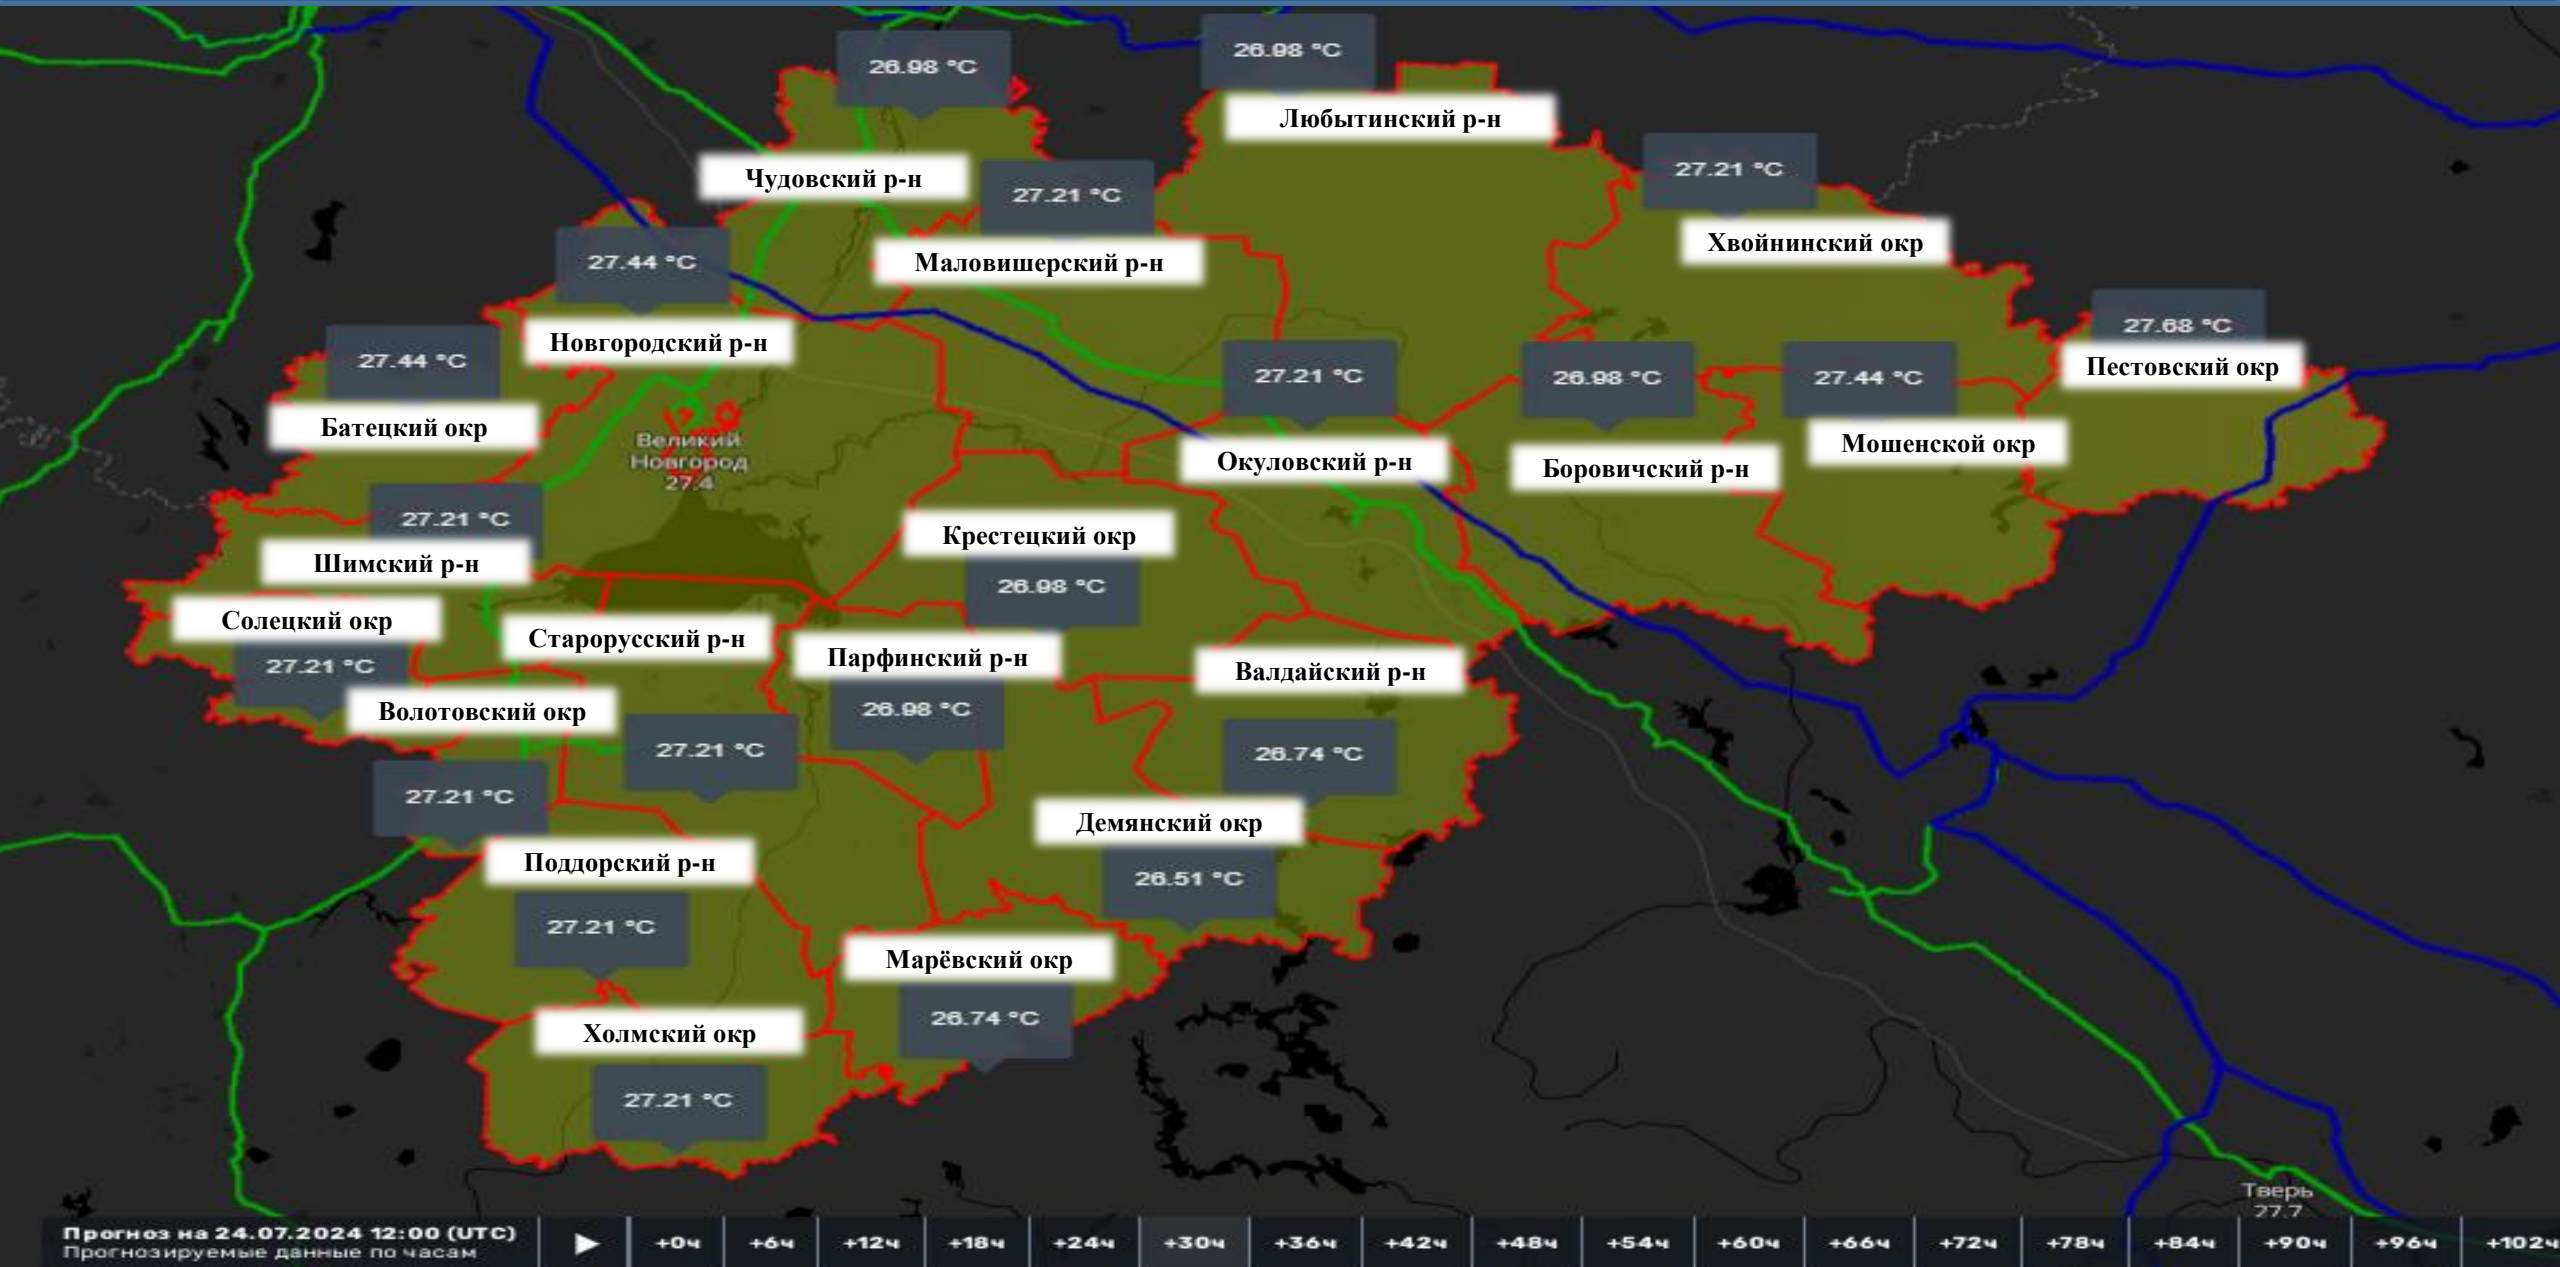 26.98 °C
26.98 °C
Любытинский р-н
Чудовский р-н
27.21 °C
27.21 °C
Хвойнинский окр
Маловишерский р-н
27.44 °C
Новгородский р-н
27.68 °C
Пестовский окр
27.44 °C
Батецкий окр
27.21 °C
Окуловский р-н
26.98 °C
Боровичский р-н
27.44 °C
Мошенской окр
Великий
Новгород
27.4
27.21 °C
Шимский р-н
Крестецкий окр
26.98 °C
Солецкий окр
27.21 °C
Старорусский р-н
Парфинский р-н
26.98 °C
Валдайский р-н
26.74 °C
Волотовский окр
27.21 °C
27.21 °C
Демянский окр
26.51 °C
Поддорский р-н
27.21 °C
Марёвский окр
26.74 °C
Холмский окр
27.21 °C
Тверь
27.7
Прогноз на 24.07.2024 12:00 (UTC)
Прогнозируемые данные по часам
+0ч +6ч +12ч +18ч +24ч +30ч +36ч +42ч +48ч +54ч +60ч +66ч +72ч +78ч +84ч +90ч +96ч +102ч